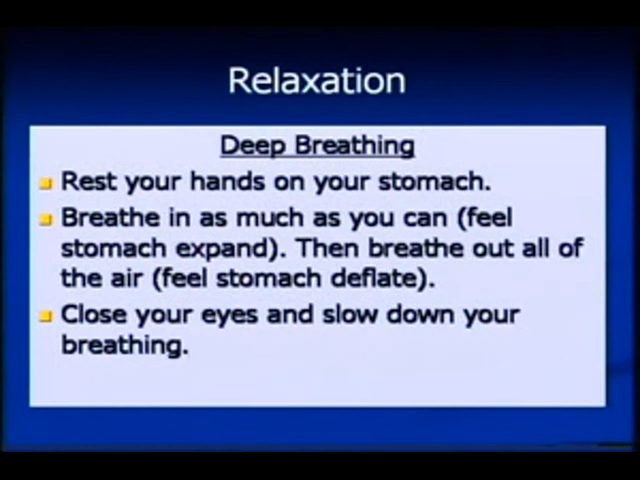 Relaxation
Deep Breathing
Rest your hands on your stomach.
Breathe in as much as you can (feel
stomach expand). Then breathe out all of
the air (feel stomach deflate).
Close your eyes and slow down your
breathing.